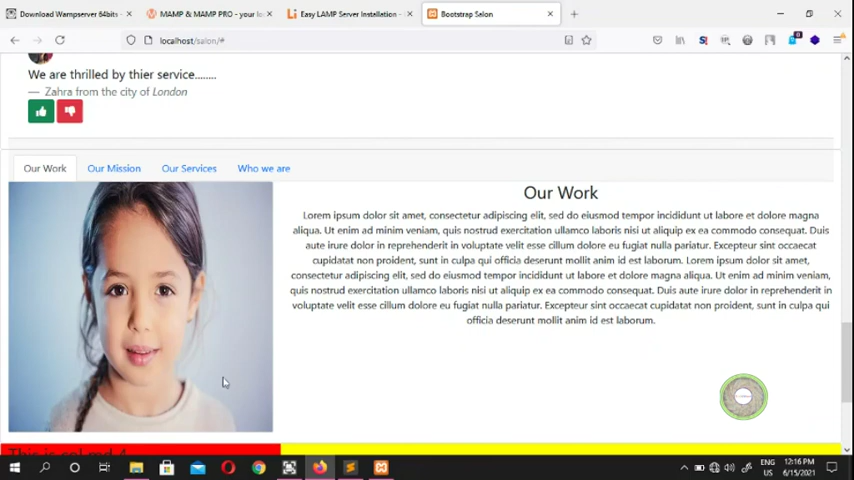 Download Wampserver 64bits -
MAMP & MAMP PRO - your lo
Easy LAMP Server Installation -
Bootstrap Salon
localhost/salon/#
We are thrilled by thier service........
— Zahra from the city of London
Our Work
Our Mission
Our Services
Who we are
Our Work
Lorem ipsum dolor sit amet, consectetur adipiscing elit, sed do eiusmod tempor incididunt ut labore et dolore magna
aliqua. Ut enim ad minim veniam, quis nostrud exercitation ullamco laboris nisi ut aliquip ex ea commodo consequat. Duis
aute irure dolor in reprehenderit in voluptate velit esse cillum dolore eu fugiat nulla pariatur. Excepteur sint occaecat
cupidatat non proident, sunt in culpa qui officia deserunt mollit anim id est laborum. Lorem ipsum dolor sit amet,
consectetur adipiscing elit, sed do eiusmod tempor incididunt ut labore et dolore magna aliqua. Ut enim ad minim veniam,
quis nostrud exercitation ullamco laboris nisi ut aliquip ex ea commodo consequat. Duis aute irure dolor in reprehenderit in
voluptate velit esse cillum dolore eu fugiat nulla pariatur. Excepteur sint occaecat cupidatat non proident, sunt in culpa qui
officia deserunt mollit anim id est laborum.
This is col md 4
ENG
US
12:16 PM
6/15/2021